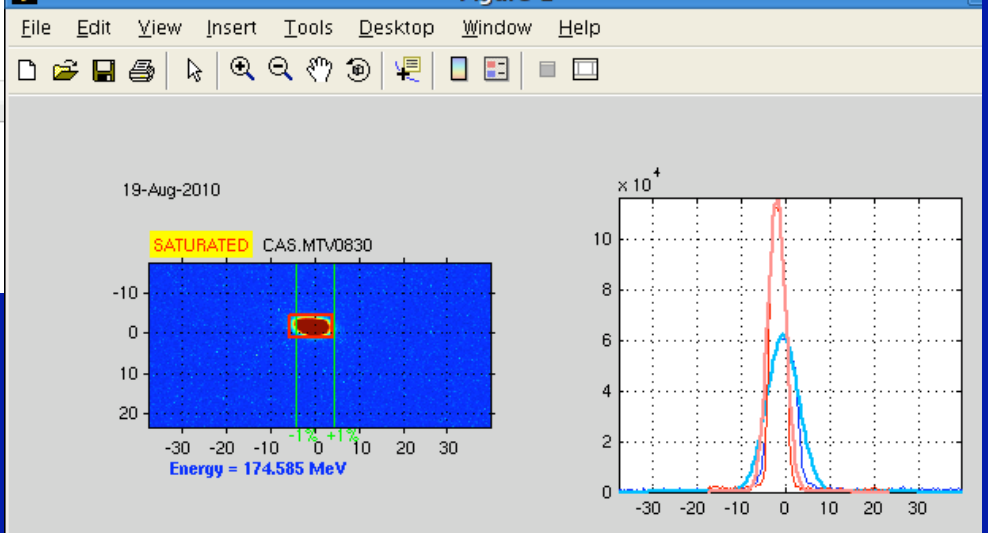 File Edit View Insert Tools Desktop Window Help
19-Aug-2010
SATURATED CAS.MTV0830
-10
0
10
20
-30 -20 -10 0 10 20 30
-1% +1%
Energy = 174.585 MeV
x 10^4
10
8
6
4
2
0
-30 -20 -10 0 10 20 30